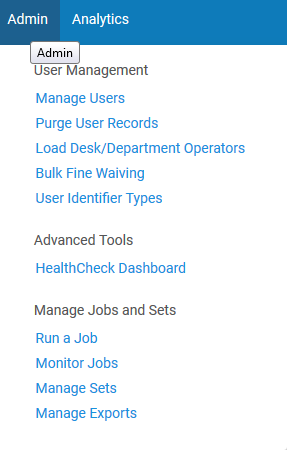 Admin Analytics
Admin
User Management
Manage Users
Purge User Records
Load Desk/Department Operators
Bulk Fine Waiving
User Identifier Types
Advanced Tools
HealthCheck Dashboard
Manage Jobs and Sets
Run a Job
Monitor Jobs
Manage Sets
Manage Exports